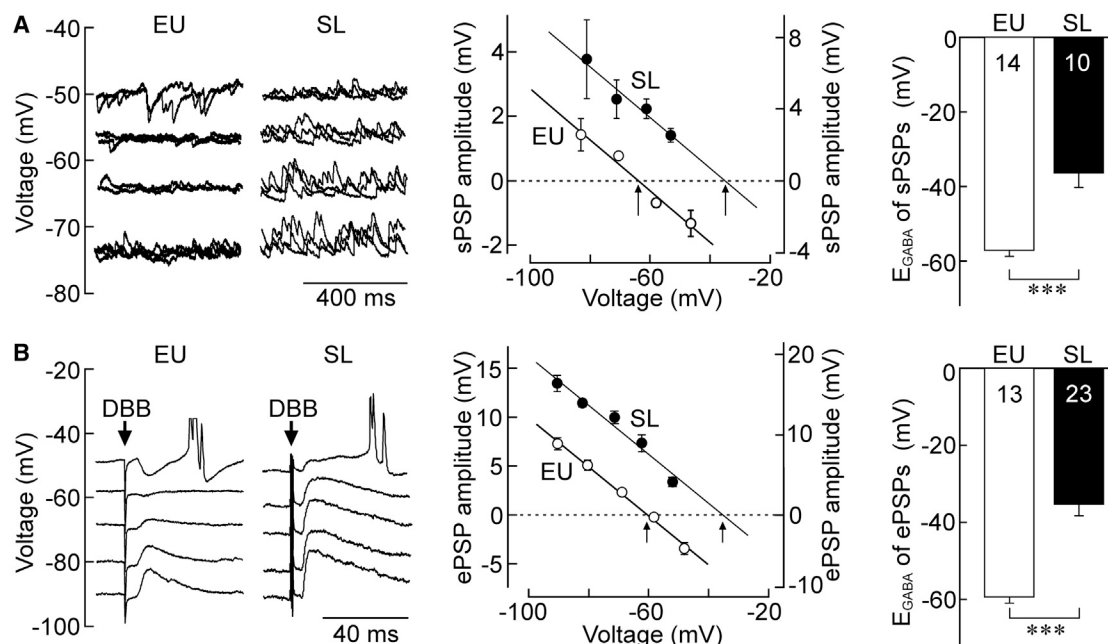 A
EU
SL
Voltage (mV)
-40
-50
-60
-70
-80
400 ms
sPSP amplitude (mV)
4
2
0
-2
SL
EU
8
4
0
-4
sPSP amplitude (mV)
-100
-60
-20
Voltage (mV)
EU
SL
E_GABA of sPSPs (mV)
0
-20
-40
-60
14
10
***
B
EU
SL
DBB
DBB
Voltage (mV)
-20
-40
-60
-80
-100
40 ms
ePSP amplitude (mV)
15
10
5
0
-5
SL
EU
20
10
0
-10
ePSP amplitude (mV)
-100
-60
-20
Voltage (mV)
EU
SL
E_GABA of ePSPs (mV)
0
-20
-40
-60
13
23
***